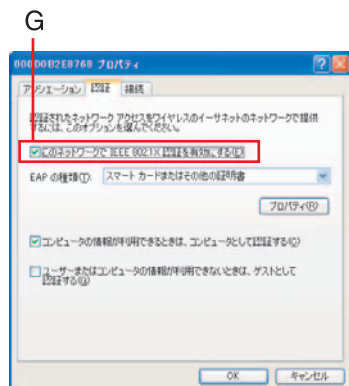 G
00000B2E8768 プロパティ
アソシエーション 認証 接続
認証されたネットワーク アクセスをワイヤレスのイーサネットのネットワークで提供
するには、このオプションを選んでください。
このネットワークで IEEE 802.1X 認証を有効にする(E)
EAP の種類(T): スマート カードまたはその他の証明書
プロパティ(R)
コンピュータの情報が利用できるときは、コンピュータとして認証する(C)
ユーザーまたはコンピュータの情報が利用できないときは、ゲストとして
認証する(G)
OK キャンセル